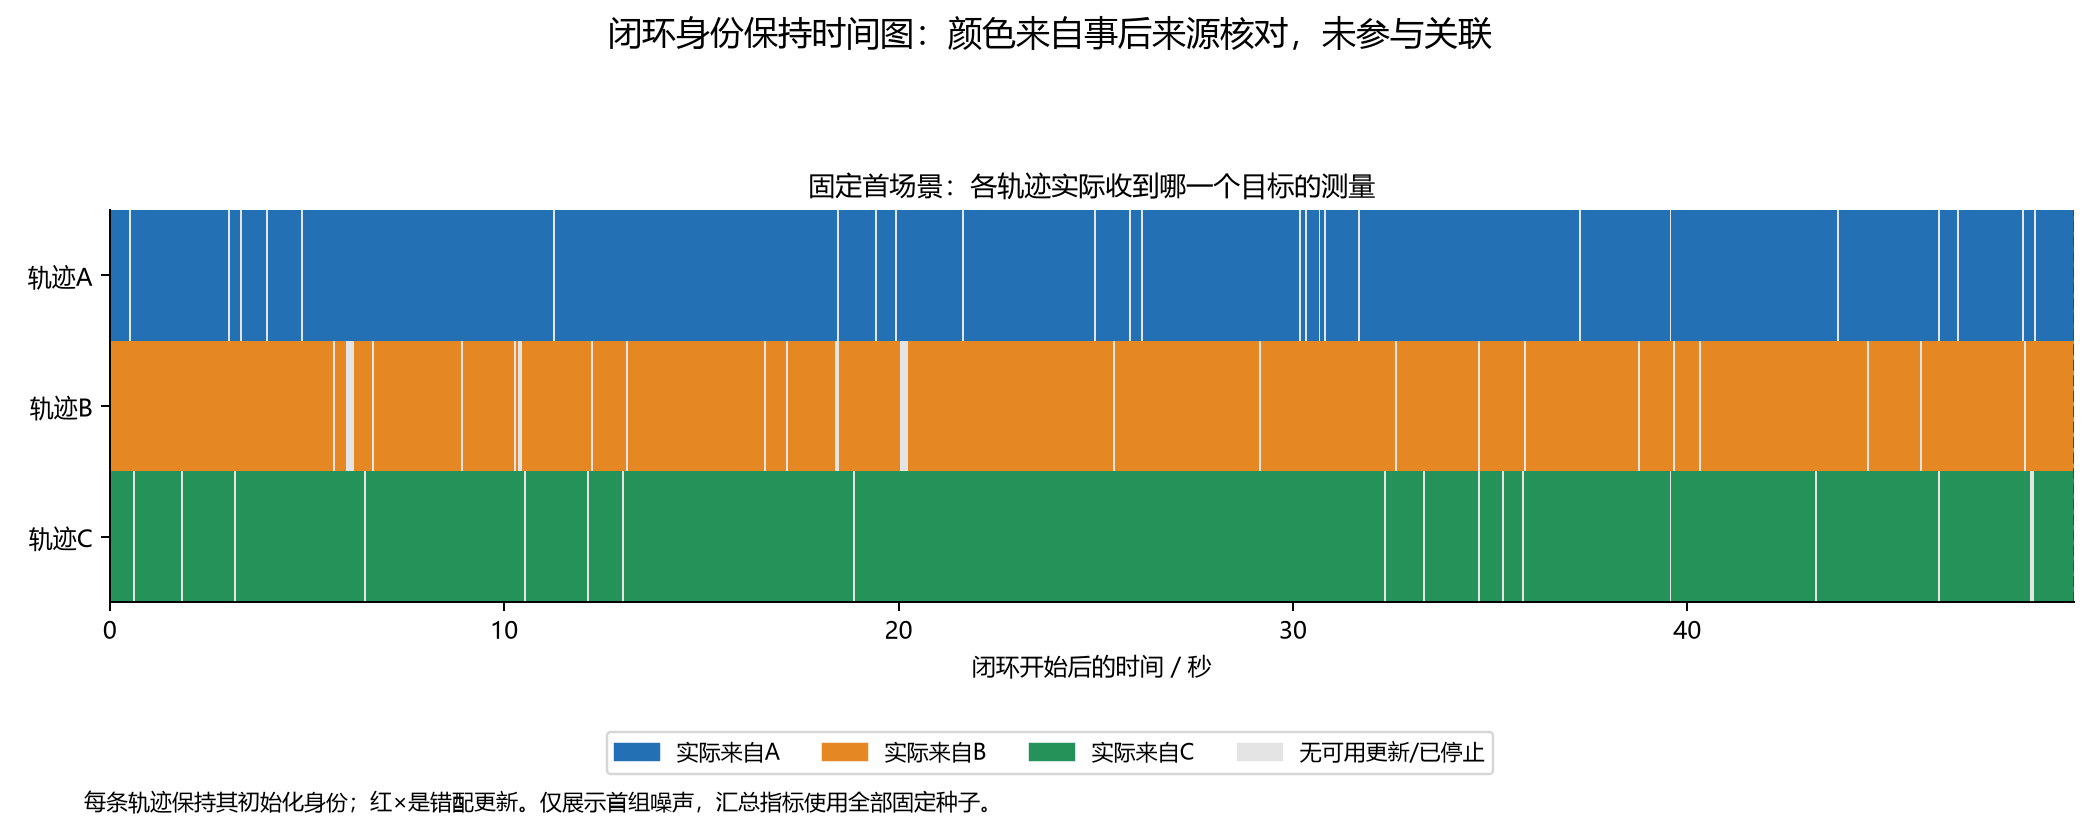 闭环身份保持时间图：颜色来自事后来源核对，未参与关联
固定首场景：各轨迹实际收到哪一个目标的测量
轨迹A
轨迹B
轨迹C
0 10 20 30 40
闭环开始后的时间 / 秒
实际来自A 实际来自B 实际来自C 无可用更新/已停止
每条轨迹保持其初始化身份；红×是错配更新。仅展示首组噪声，汇总指标使用全部固定种子。